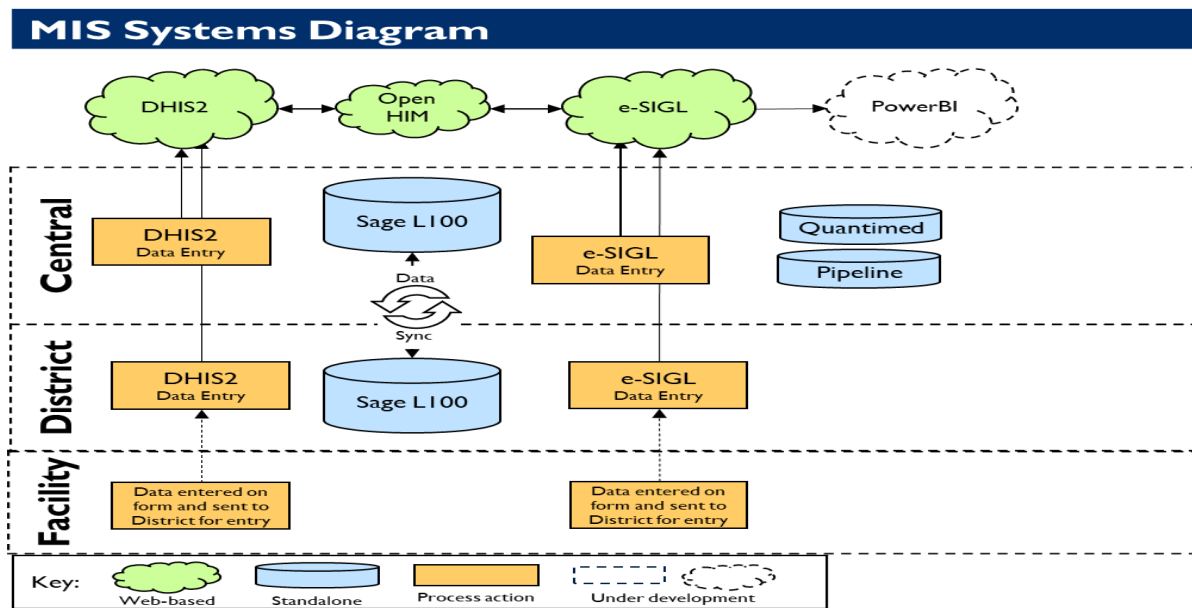 MIS Systems Diagram
DHIS2
Open
HIM
e-SIGL
PowerBI
Central
DHIS2
Data Entry
Sage L100
e-SIGL
Data Entry
Quantimed
Pipeline
Data
Sync
District
DHIS2
Data Entry
Sage L100
e-SIGL
Data Entry
Facility
Data entered on
form and sent to
District for entry
Data entered on
form and sent to
District for entry
Key:
Web-based
Standalone
Process action
Under development